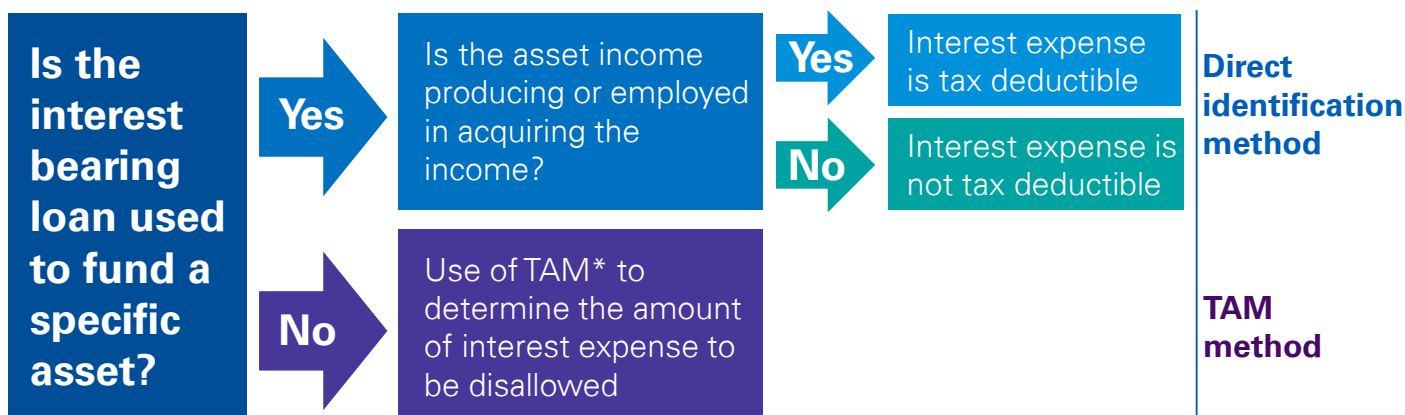 Is the
interest
bearing
loan used
to fund a
specific
asset?
Yes
Is the asset income
producing or employed
in acquiring the
income?
Yes
Interest expense
is tax deductible
No
Interest expense is
not tax deductible
Direct
identification
method
No
Use of TAM* to
determine the amount
of interest expense to
be disallowed
TAM
method